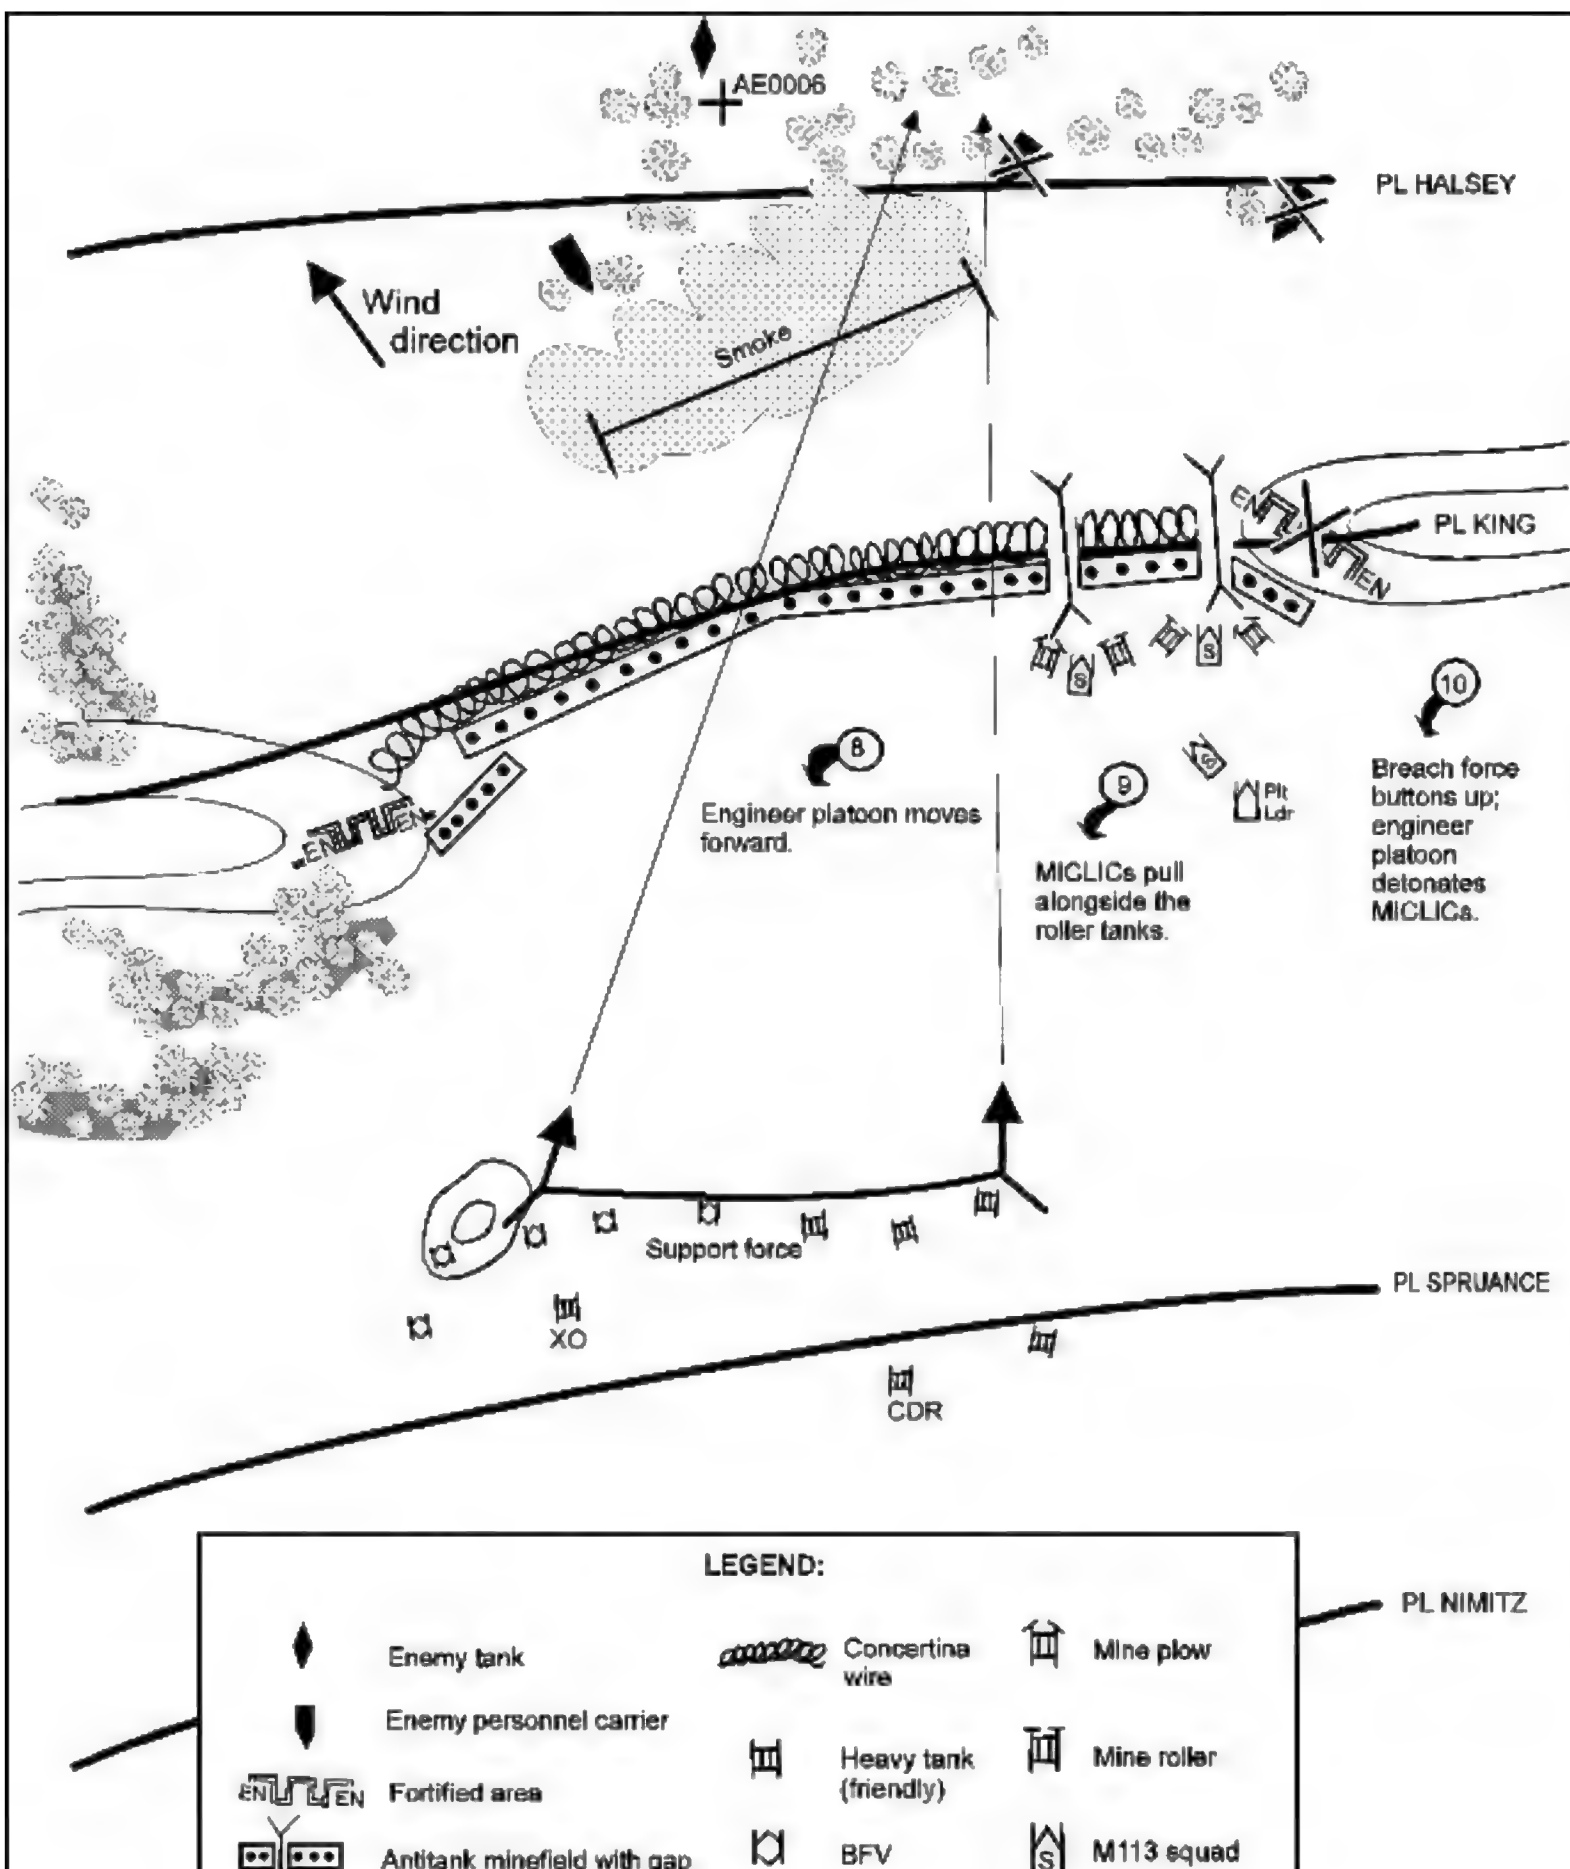 AE0006
PL HALSEY
Wind
direction
Smoke
EN
PL KING
EN
S
S
10
8
9
Breach force
buttons up;
engineer
platoon
detonates
MICLICs.
Plt
Ldr
Engineer platoon moves
forward.
MICLICs pull
alongside the
roller tanks.
EN
EN
Support force
XO
PL SPRUANCE
CDR
LEGEND:
PL NIMITZ
Enemy tank
Concertina
wire
Mine plow
Enemy personnel carrier
Heavy tank
(friendly)
Mine roller
EN
EN
Fortified area
Antitank minefield with gap
BFV
S
M113 squad